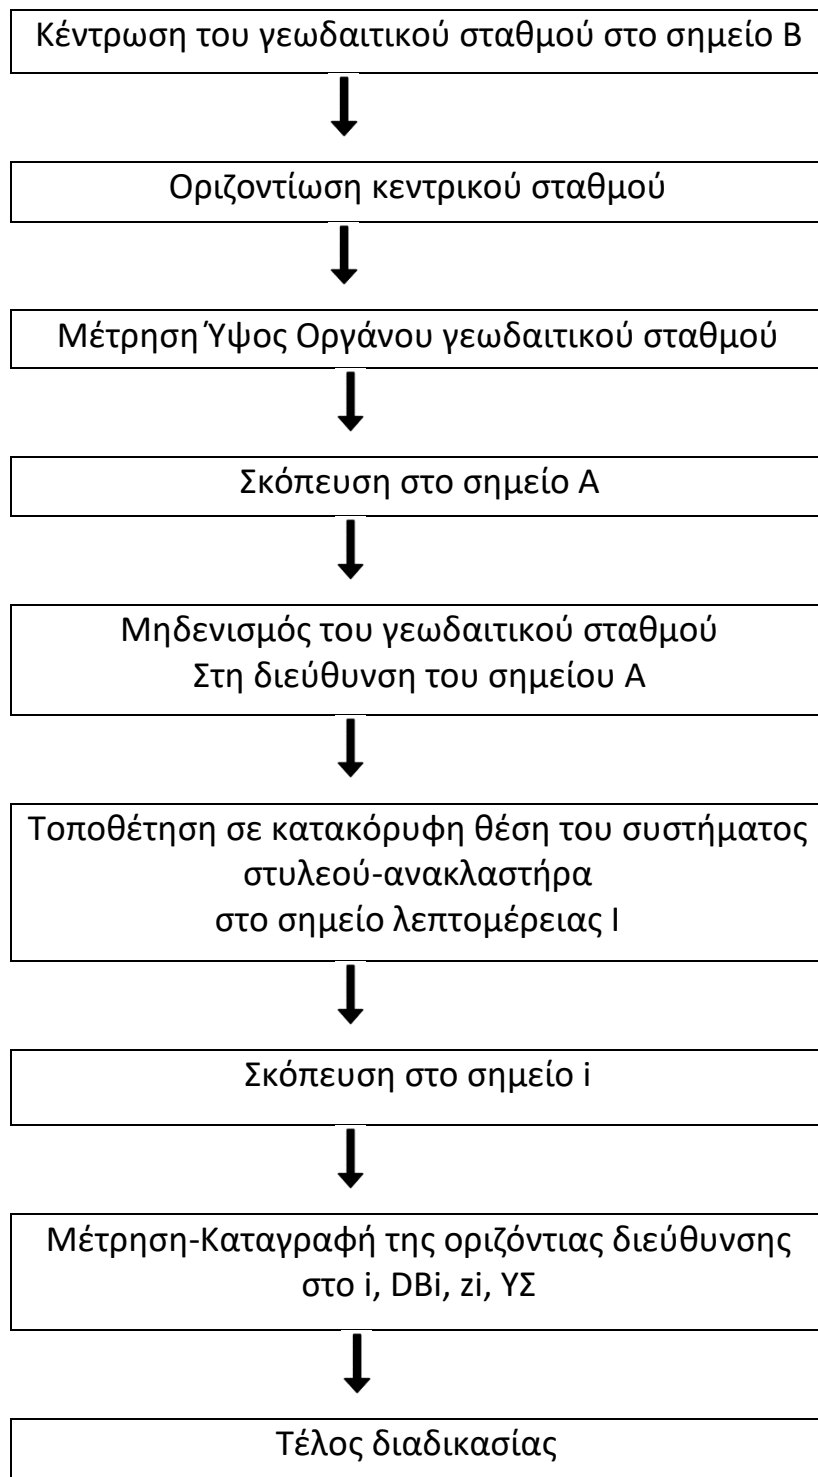 Κέντρωση του γεωδαιτικού σταθμού στο σημείο Β
Οριζοντίωση κεντρικού σταθμού
Μέτρηση Ύψος Οργάνου γεωδαιτικού σταθμού
Σκόπευση στο σημείο Α
Μηδενισμός του γεωδαιτικού σταθμού
Στη διεύθυνση του σημείου Α
Τοποθέτηση σε κατακόρυφη θέση του συστήματος
στυλεού-ανακλαστήρα
στο σημείο λεπτομέρειας Ι
Σκόπευση στο σημείο i
Μέτρηση-Καταγραφή της οριζόντιας διεύθυνσης
στο i, DBi, zi, ΥΣ
Τέλος διαδικασίας